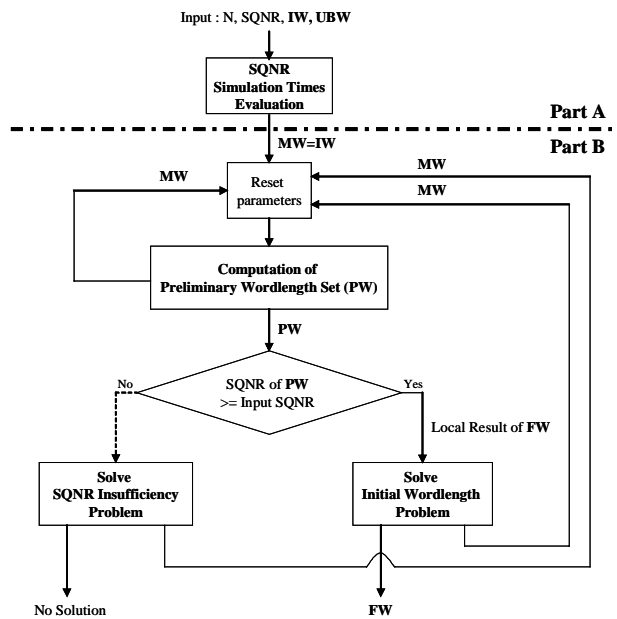 Input : N, SQNR, IW, UBW
SQNR
Simulation Times
Evaluation
Part A
MW=IW
Part B
MW
MW
MW
Reset
parameters
Computation of
Preliminary Wordlength Set (PW)
PW
No
SQNR of PW
>= Input SQNR
Yes
Local Result of FW
Solve
SQNR Insufficiency
Problem
Solve
Initial Wordlength
Problem
No Solution
FW